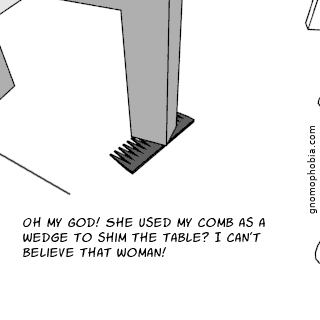 OH MY GOD! SHE USED MY COMB AS A
WEDGE TO SHIM THE TABLE? I CAN'T
BELIEVE THAT WOMAN!
gnomophobia.com